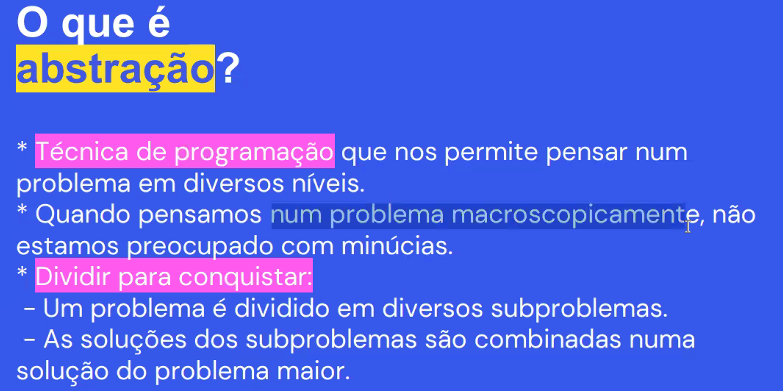 O que é
abstração?
* Técnica de programação que nos permite pensar num
problema em diversos níveis.
* Quando pensamos num problema macroscopicamente, não
estamos preocupado com minúcias.
* Dividir para conquistar:
- Um problema é dividido em diversos subproblemas.
- As soluções dos subproblemas são combinadas numa
solução do problema maior.